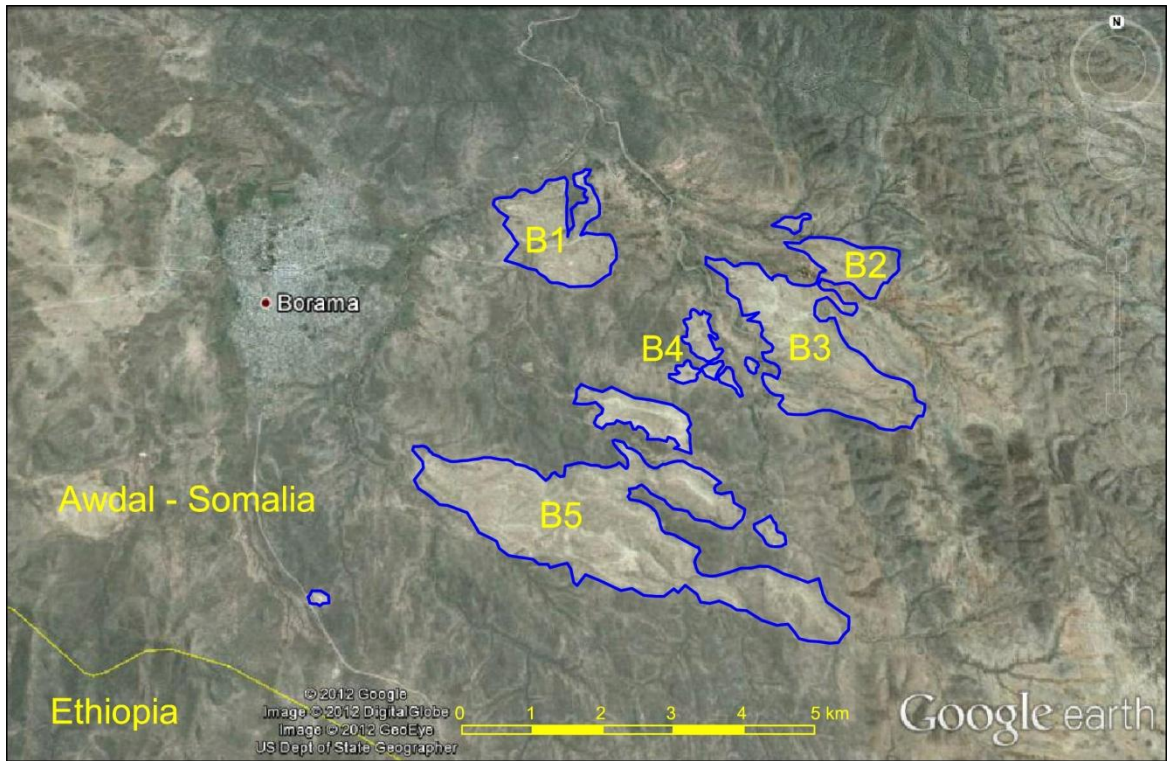 N
B1
B2
Borama
B4
B3
Awdal - Somalia
B5
Ethiopia
© 2012 Google
Image © 2012 DigitalGlobe
Image © 2012 GeoEye
US Dept of State Geographer
0 1 2 3 4 5 km
Google earth